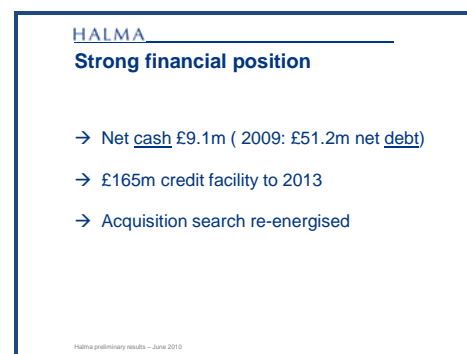 HALMA
Strong financial position
→ Net cash £9.1m ( 2009: £51.2m net debt)
→ £165m credit facility to 2013
→ Acquisition search re-energised
Halma preliminary results – June 2010